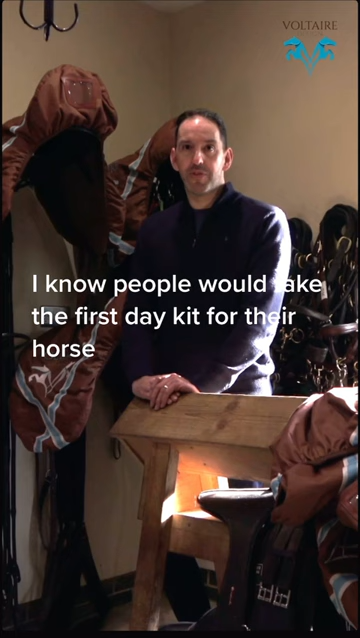 VOLTAIRE
I know people would take
the first day kit for their
horse